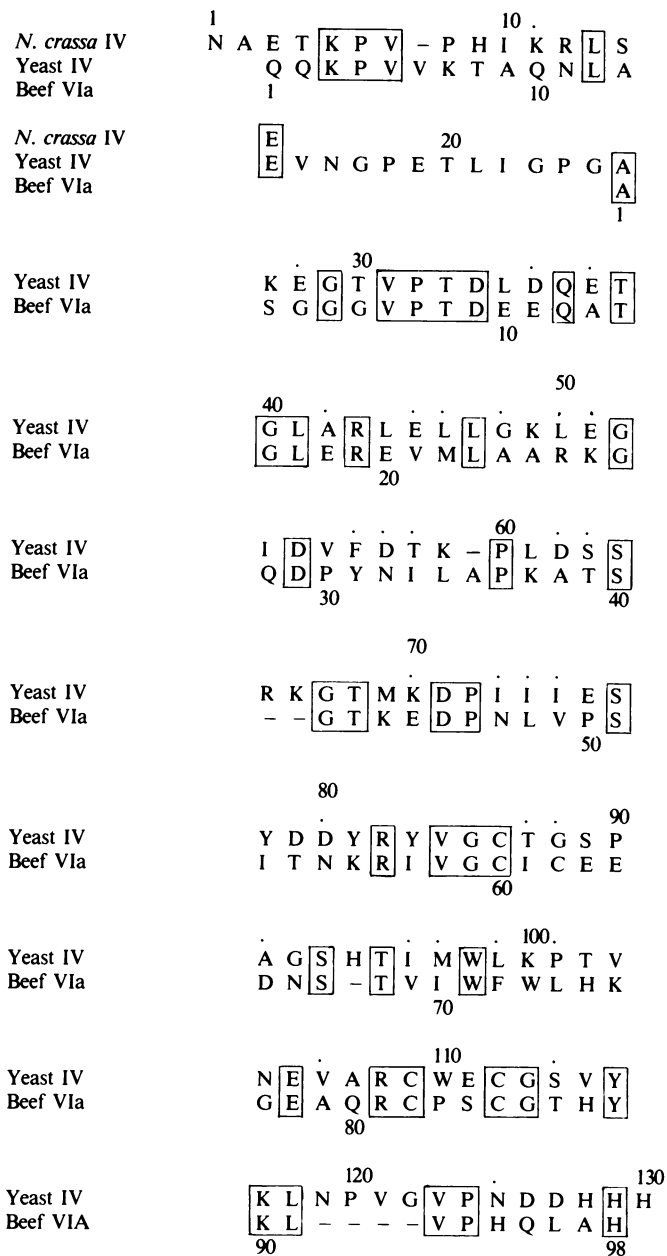 1 10 .
N. crassa IV N A E T K P V – P H I K R L S
Yeast IV Q Q K P V V K T A Q N L A
Beef VIa 1 10
N. crassa IV E 20
Yeast IV E V N G P E T L I G P G A
Beef VIa A
1
. 30 . .
Yeast IV K E G T V P T D L D Q E T
Beef VIa S G G G V P T D E E Q A T
10
50
40 . . . . . .
Yeast IV G L A R L E L L G K L E G
Beef VIa G L E R E V M L A A R K G
20
. . . 60 . .
Yeast IV I D V F D T K – P L D S S
Beef VIa Q D P Y N I L A P K A T S
30 40
70
. . . .
Yeast IV R K G T M K D P I I I E S
Beef VIa – – G T K E D P N L V P S
50
80
. . . 90
Yeast IV Y D D Y R Y V G C T G S P
Beef VIa I T N K R I V G C I C E E
60
. . . . 100.
Yeast IV A G S H T I M W L K P T V
Beef VIa D N S – T V I W F W L H K
70
. 110 .
Yeast IV N E V A R C W E C G S V Y
Beef VIa G E A Q R C P S C G T H Y
80
120 . 130
Yeast IV K L N P V G V P N D D H H H
Beef VIA K L – – – – V P H Q L A H
90 98